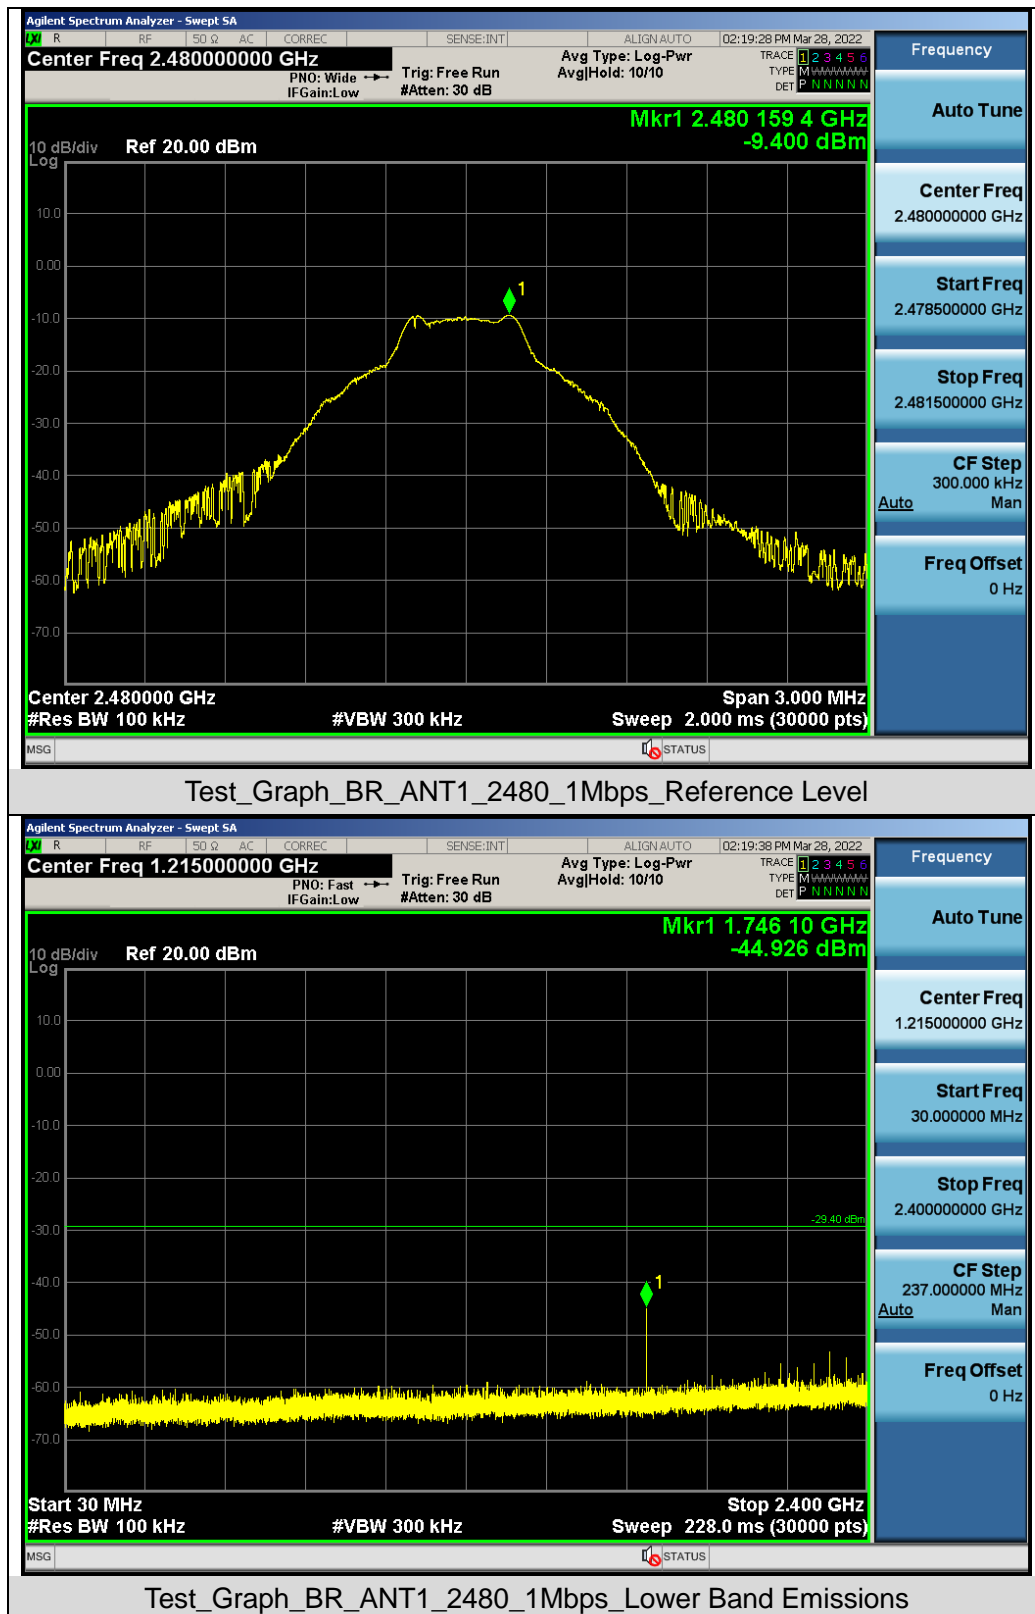 Agilent Spectrum Analyzer - Swept SA
LXI R RF 50 Ω AC CORREC SENSE:INT ALIGN AUTO 02:19:28 PM Mar 28, 2022
Center Freq 2.480000000 GHz
PNO: Wide
IFGain:Low
Trig: Free Run
#Atten: 30 dB
Avg Type: Log-Pwr
Avg|Hold: 10/10
TRACE 1 2 3 4 5 6
TYPE M WWWWW
DET P N N N N N
Frequency
Mkr1 2.480 159 4 GHz
-9.400 dBm
10 dB/div Ref 20.00 dBm
Log
10.0
0.00
-10.0
-20.0
-30.0
-40.0
-50.0
-60.0
-70.0
1
Center 2.480000 GHz Span 3.000 MHz
#Res BW 100 kHz #VBW 300 kHz Sweep 2.000 ms (30000 pts)
Auto Tune
Center Freq
2.480000000 GHz
Start Freq
2.478500000 GHz
Stop Freq
2.481500000 GHz
CF Step
300.000 kHz
Auto Man
Freq Offset
0 Hz
MSG STATUS
Test_Graph_BR_ANT1_2480_1Mbps_Reference Level
Agilent Spectrum Analyzer - Swept SA
LXI R RF 50 Ω AC CORREC SENSE:INT ALIGN AUTO 02:19:38 PM Mar 28, 2022
Center Freq 1.215000000 GHz
PNO: Fast
IFGain:Low
Trig: Free Run
#Atten: 30 dB
Avg Type: Log-Pwr
Avg|Hold: 10/10
TRACE 1 2 3 4 5 6
TYPE M WWWWW
DET P N N N N N
Frequency
Mkr1 1.746 10 GHz
-44.926 dBm
10 dB/div Ref 20.00 dBm
Log
10.0
0.00
-10.0
-20.0
-30.0
-40.0
-50.0
-60.0
-70.0
-29.40 dBm
1
Start 30 MHz Stop 2.400 GHz
#Res BW 100 kHz #VBW 300 kHz Sweep 228.0 ms (30000 pts)
Auto Tune
Center Freq
1.215000000 GHz
Start Freq
30.000000 MHz
Stop Freq
2.400000000 GHz
CF Step
237.000000 MHz
Auto Man
Freq Offset
0 Hz
MSG STATUS
Test_Graph_BR_ANT1_2480_1Mbps_Lower Band Emissions